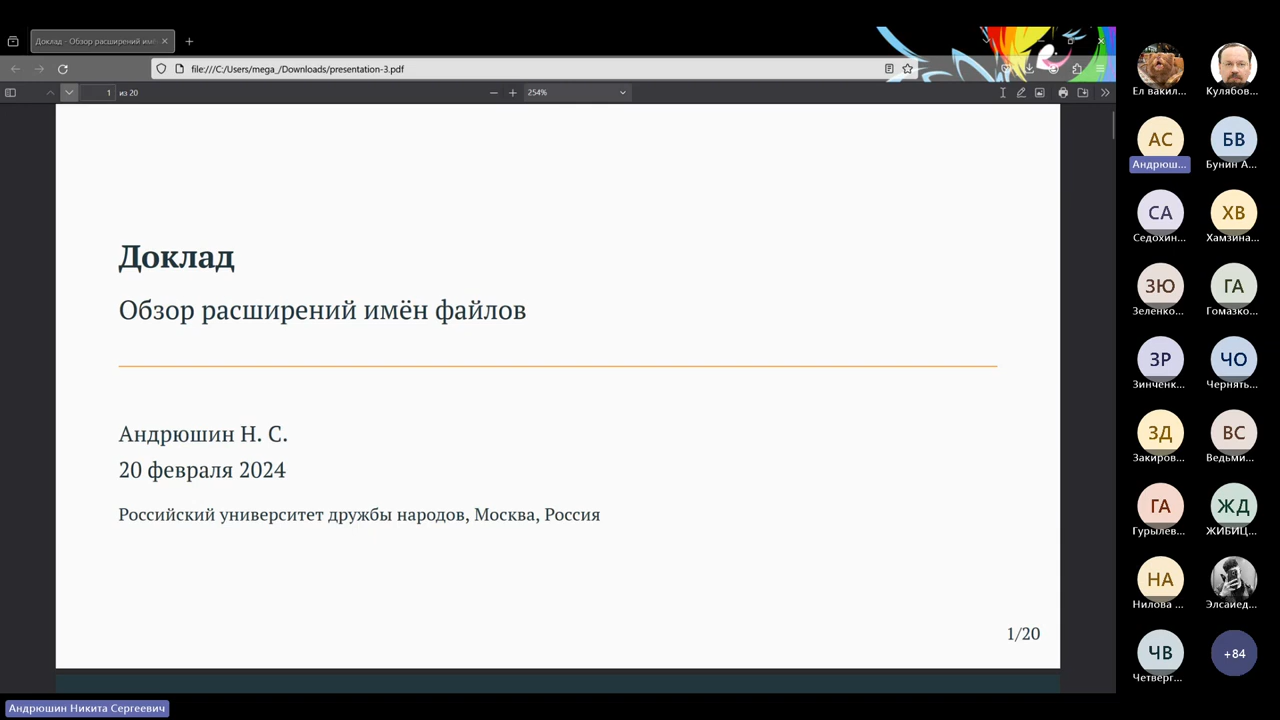 Доклад - Обзор расширений имё
file:///C:/Users/mega_/Downloads/presentation-3.pdf
1 из 20
254%
Доклад
Обзор расширений имён файлов
Андрюшин Н. С.
20 февраля 2024
Российский университет дружбы народов, Москва, Россия
1/20
Ел вакил...
Кулябов...
АС
Андрюш...
БВ
Бунин А...
СА
Седохин...
ХВ
Хамзина...
ЗЮ
Зеленко...
ГА
Гомазко...
ЗР
Зинченк...
ЧО
Чернять...
ЗД
Закиров...
ВС
Ведьми...
ГА
Гурылев...
ЖД
ЖИБИЦ...
НА
Нилова ...
Элсаиед...
ЧВ
Четверг...
+84
Андрюшин Никита Сергеевич